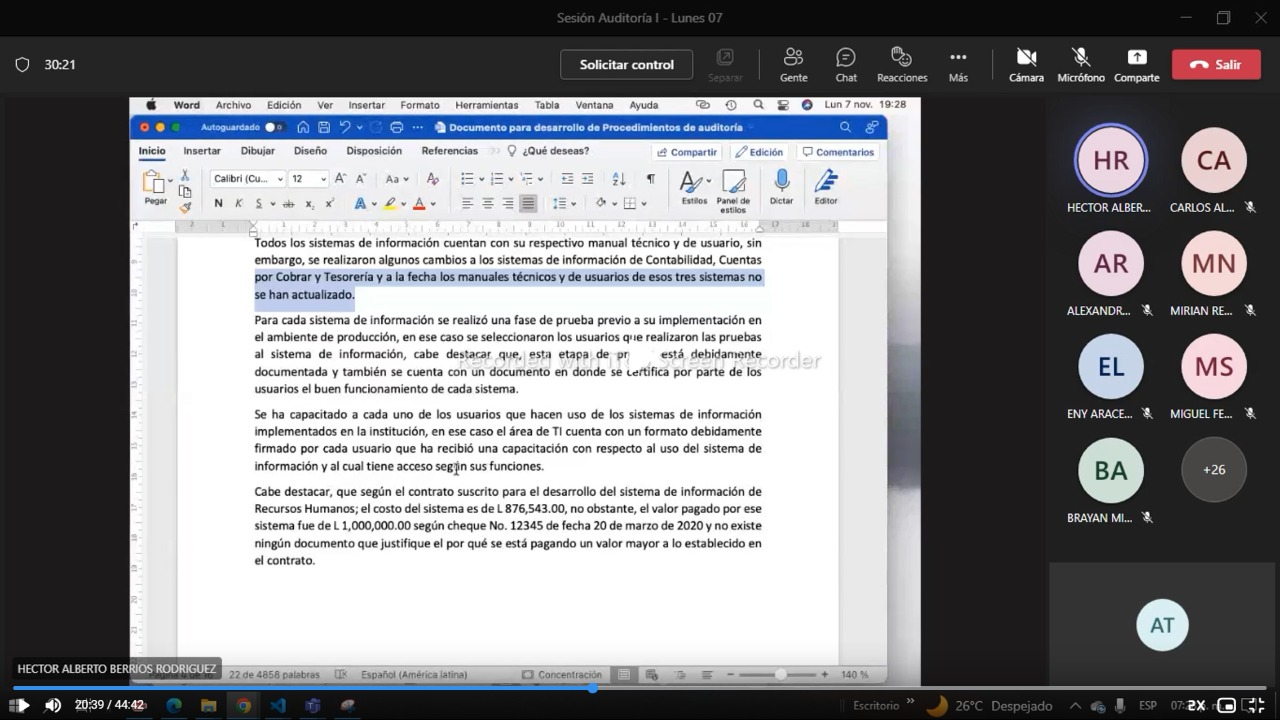 Sesión Auditoría I - Lunes 07
30:21
Solicitar control
Separar
Gente
Chat
Reacciones
Más
Cámara
Micrófono
Comparte
Salir
Word Archivo Edición Ver Insertar Formato Herramientas Tabla Ventana Ayuda
Lun 7 nov. 19:28
Autoguardado
Documento para desarrollo de Procedimientos de auditoría
Inicio Insertar Dibujar Diseño Disposición Referencias » ¿Qué deseas?
Compartir Edición Comentarios
Pegar
Calibri (Cu... 12
Estilos
Panel de
estilos
Dictar
Editor
Todos los sistemas de información cuentan con su respectivo manual técnico y de usuario, sin
embargo, se realizaron algunos cambios a los sistemas de información de Contabilidad, Cuentas
por Cobrar y Tesorería y a la fecha los manuales técnicos y de usuarios de esos tres sistemas no
se han actualizado.
Para cada sistema de información se realizó una fase de prueba previo a su implementación en
el ambiente de producción, en ese caso se seleccionaron los usuarios que realizaron las pruebas
al sistema de información, cabe destacar que, esta etapa de pr está debidamente
documentada y también se cuenta con un documento en donde se certifica por parte de los
usuarios el buen funcionamiento de cada sistema.
Se ha capacitado a cada uno de los usuarios que hacen uso de los sistemas de información
implementados en la institución, en ese caso el área de TI cuenta con un formato debidamente
firmado por cada usuario que ha recibió una capacitación con respecto al uso del sistema de
información y al cual tiene acceso según sus funciones.
Cabe destacar, que según el contrato suscrito para el desarrollo del sistema de información de
Recursos Humanos; el costo del sistema es de L 876,543.00, no obstante, el valor pagado por ese
sistema fue de L 1,000,000.00 según cheque No. 12345 de fecha 20 de marzo de 2020 y no existe
ningún documento que justifique el por qué se está pagando un valor mayor a lo establecido en
el contrato.
Screen Recorder
HR
HECTOR ALBER...
CA
CARLOS AL...
AR
ALEXANDR...
MN
MIRIAN RE...
EL
ENY ARACE...
MS
MIGUEL FE...
BA
BRAYAN MI...
+26
AT
HECTOR ALBERTO BERRIOS RODRIGUEZ
22 de 4858 palabras
Español (América latina)
Concentración
140 %
20:39 / 44:42
Escritorio
26°C Despejado
ESP
2X